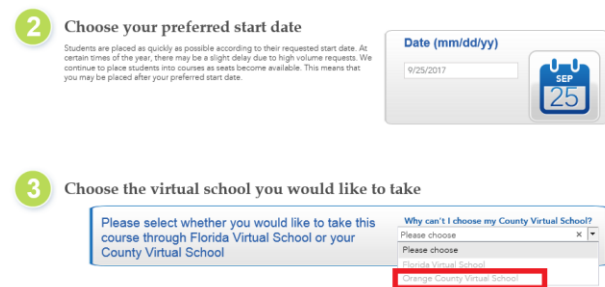 2
Choose your preferred start date
Students are placed as quickly as possible according to their requested start date. At
certain times of the year, there may be a slight delay due to high volume requests. We
continue to place students into courses as seats become available. This means that
you may be placed after your preferred start date.
Date (mm/dd/yy)
9/25/2017
SEP
25
3
Choose the virtual school you would like to take
Please select whether you would like to take this
course through Florida Virtual School or your
County Virtual School
Why can't I choose my County Virtual School?
Please choose
Please choose
Florida Virtual School
Orange County Virtual School